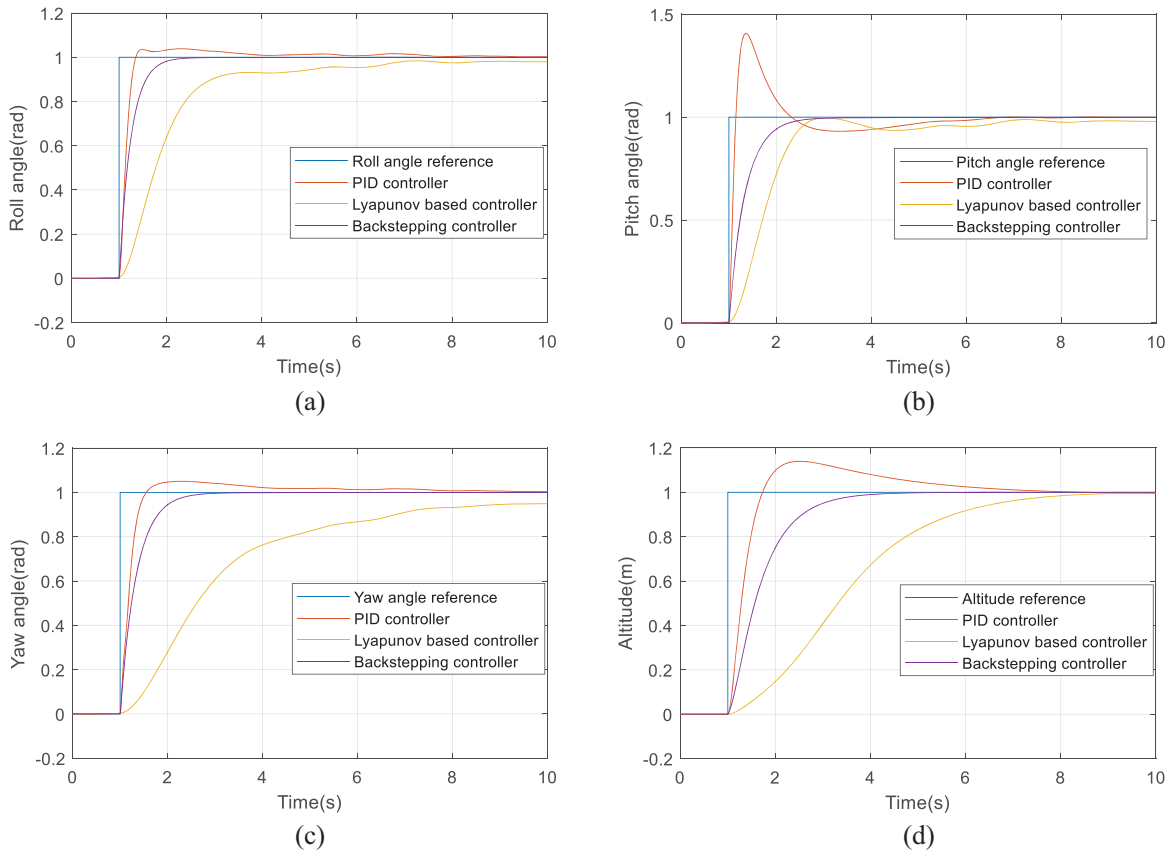 1.2
1
0.8
0.6
0.4
0.2
0
-0.2
Roll angle(rad)
Roll angle reference
PID controller
Lyapunov based controller
Backstepping controller
0 2 4 6 8 10
Time(s)
(a)
1.5
1
0.5
0
Pitch angle(rad)
Pitch angle reference
PID controller
Lyapunov based controller
Backstepping controller
0 2 4 6 8 10
Time(s)
(b)
1.2
1
0.8
0.6
0.4
0.2
0
-0.2
Yaw angle(rad)
Yaw angle reference
PID controller
Lyapunov based controller
Backstepping controller
0 2 4 6 8 10
Time(s)
(c)
1.2
1
0.8
0.6
0.4
0.2
0
-0.2
Altitude(m)
Altitude reference
PID controller
Lyapunov based controller
Backstepping controller
0 2 4 6 8 10
Time(s)
(d)